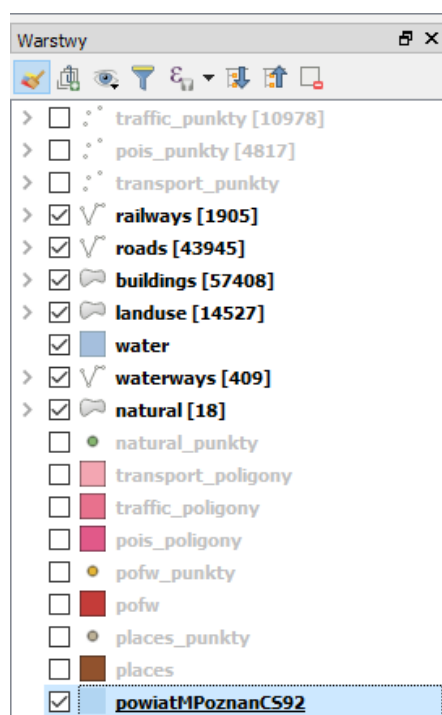 Warstwy
traffic_punkty [10978]
pois_punkty [4817]
transport_punkty
railways [1905]
roads [43945]
buildings [57408]
landuse [14527]
water
waterways [409]
natural [18]
natural_punkty
transport_poligony
traffic_poligony
pois_poligony
pofw_punkty
pofw
places_punkty
places
powiatMPoznanCS92